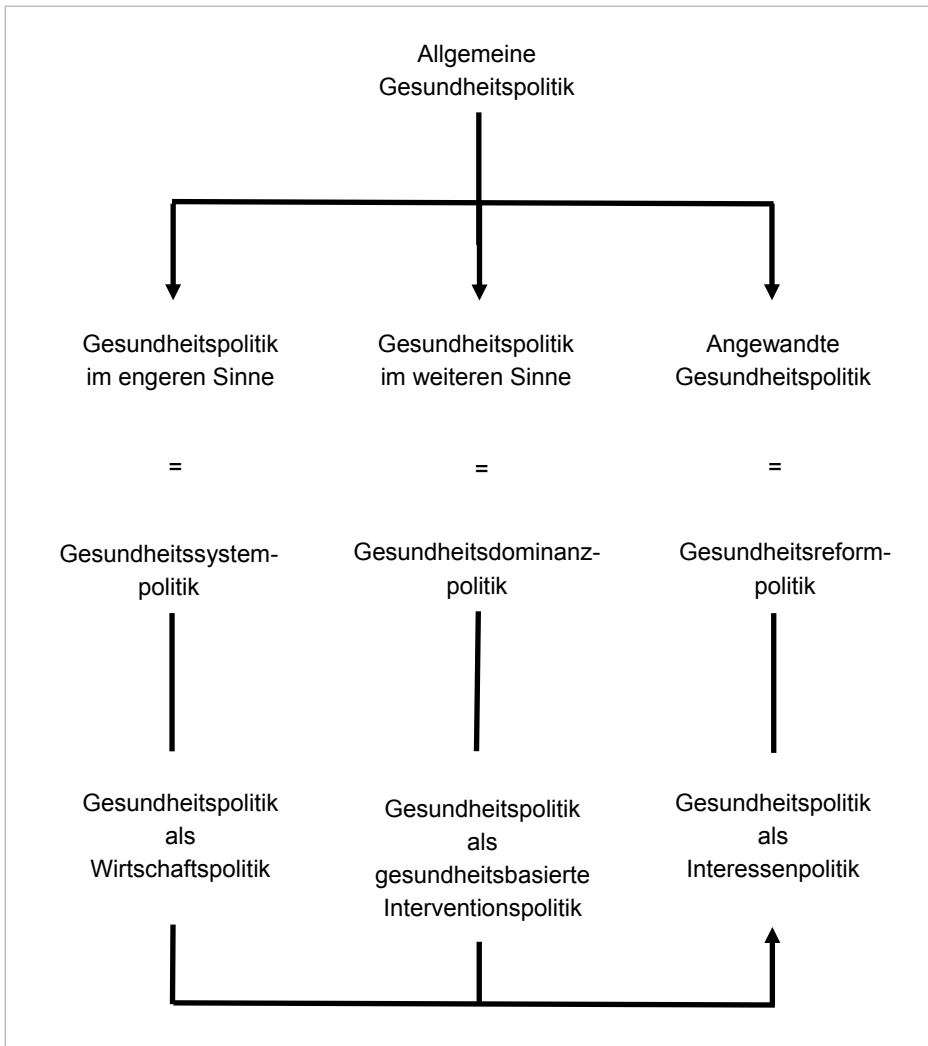 Allgemeine
Gesundheitspolitik
Gesundheitspolitik
im engeren Sinne
Gesundheitspolitik
im weiteren Sinne
Angewandte
Gesundheitspolitik
=
=
=
Gesundheitssystem-
politik
Gesundheitsdominanz-
politik
Gesundheitsreform-
politik
Gesundheitspolitik
als
Wirtschaftspolitik
Gesundheitspolitik
als
gesundheitsbasierte
Interventionspolitik
Gesundheitspolitik
als
Interessenpolitik